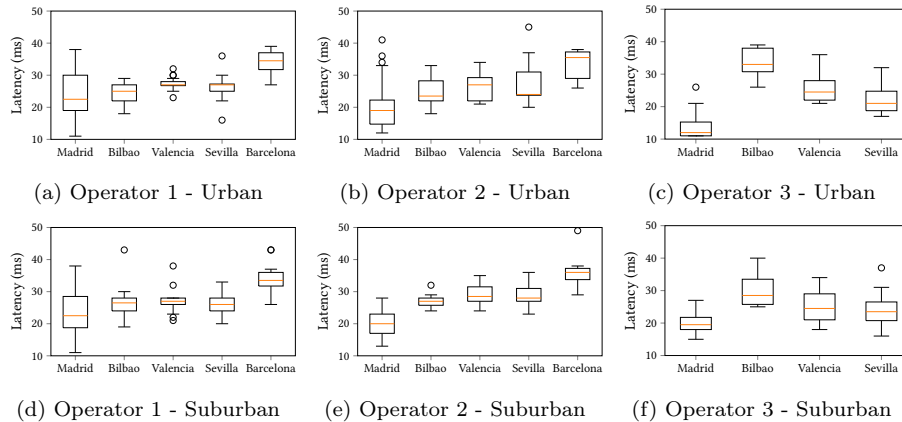 50
40
30
20
10
Latency (ms)
Madrid Bilbao Valencia Sevilla Barcelona
(a) Operator 1 - Urban
50
40
30
20
10
Latency (ms)
Madrid Bilbao Valencia Sevilla Barcelona
(b) Operator 2 - Urban
50
40
30
20
10
Latency (ms)
Madrid Bilbao Valencia Sevilla
(c) Operator 3 - Urban
50
40
30
20
10
Latency (ms)
Madrid Bilbao Valencia Sevilla Barcelona
(d) Operator 1 - Suburban
50
40
30
20
10
Latency (ms)
Madrid Bilbao Valencia Sevilla Barcelona
(e) Operator 2 - Suburban
50
40
30
20
10
Latency (ms)
Madrid Bilbao Valencia Sevilla
(f) Operator 3 - Suburban